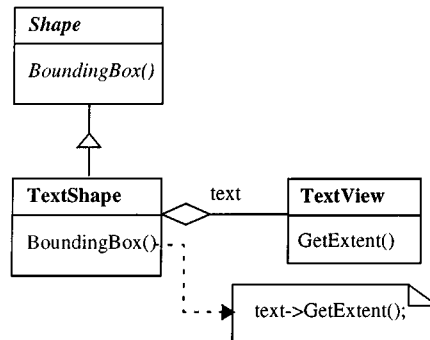 Shape
BoundingBox()
TextShape
BoundingBox()
text
TextView
GetExtent()
text->GetExtent();